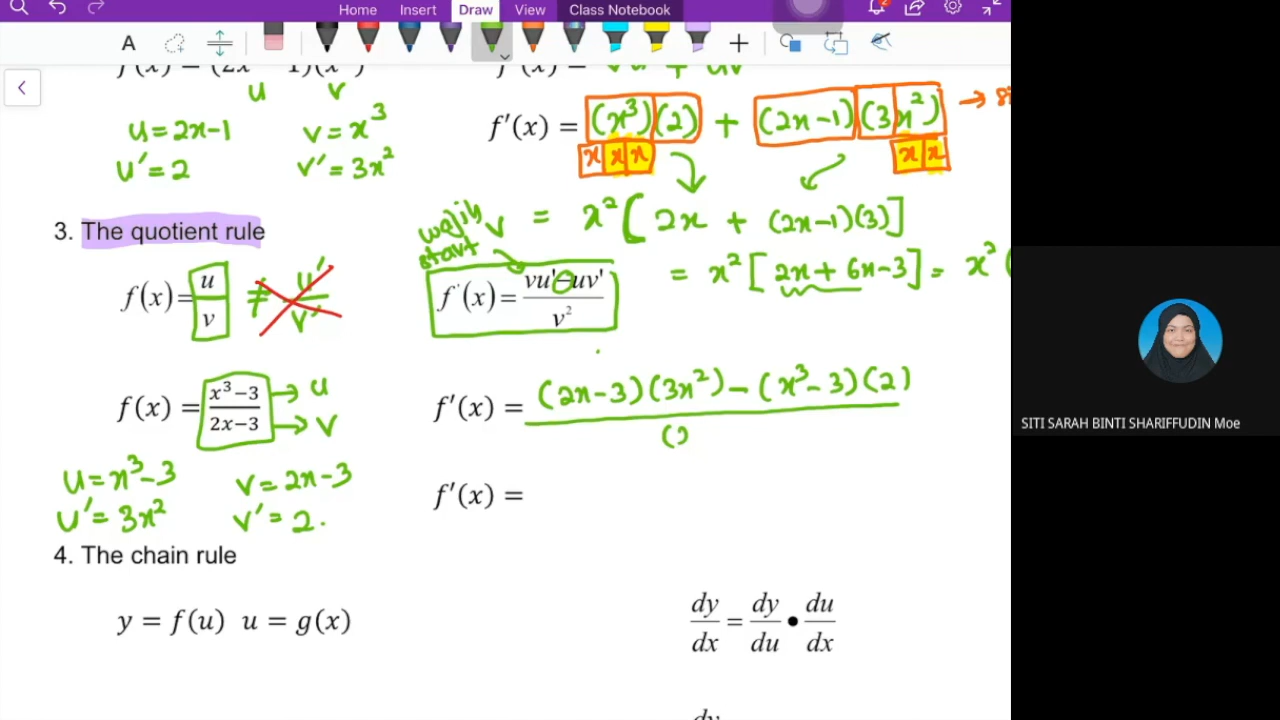 Home Insert Draw View Class Notebook
A
u v
u = 2x-1 v = x³
u' = 2 v' = 3x²
f'(x) = (x³)(2) + (2x-1)(3x²) →
x x x x x
= x² [ 2x + (2x-1)(3)]
= x² [ 2x + 6x - 3] = x² (
3. The quotient rule
wajib start v
f(x) = u/v ≠ u'/v'
f'(x) = vu' - uv' / v²
f(x) = x³-3 / 2x-3 → u → v
f'(x) = (2x-3)(3x²) - (x³-3)(2)
u = x³-3 v = 2x-3
u' = 3x² v' = 2
f'(x) =
4. The chain rule
y = f(u) u = g(x)
dy/dx = dy/du • du/dx
dy
SITI SARAH BINTI SHARIFFUDIN Moe